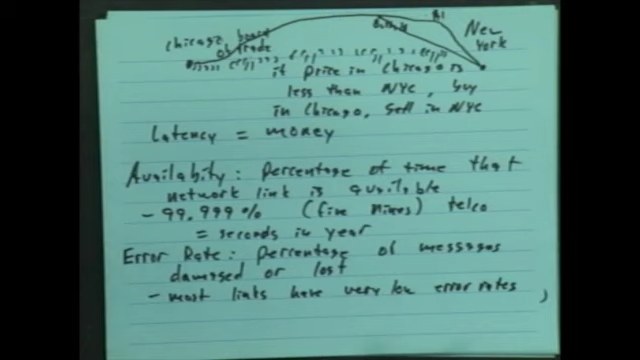 New
York
Chicago board
of trade
if price in Chicago is
less than NYC, buy
in Chicago, sell in NYC
Latency = money
Availability: Percentage of time that
network link is available
- 99.999% (five nines) telco
= seconds in year
Error Rate: Percentage of messages
damaged or lost
- most links have very low error rates